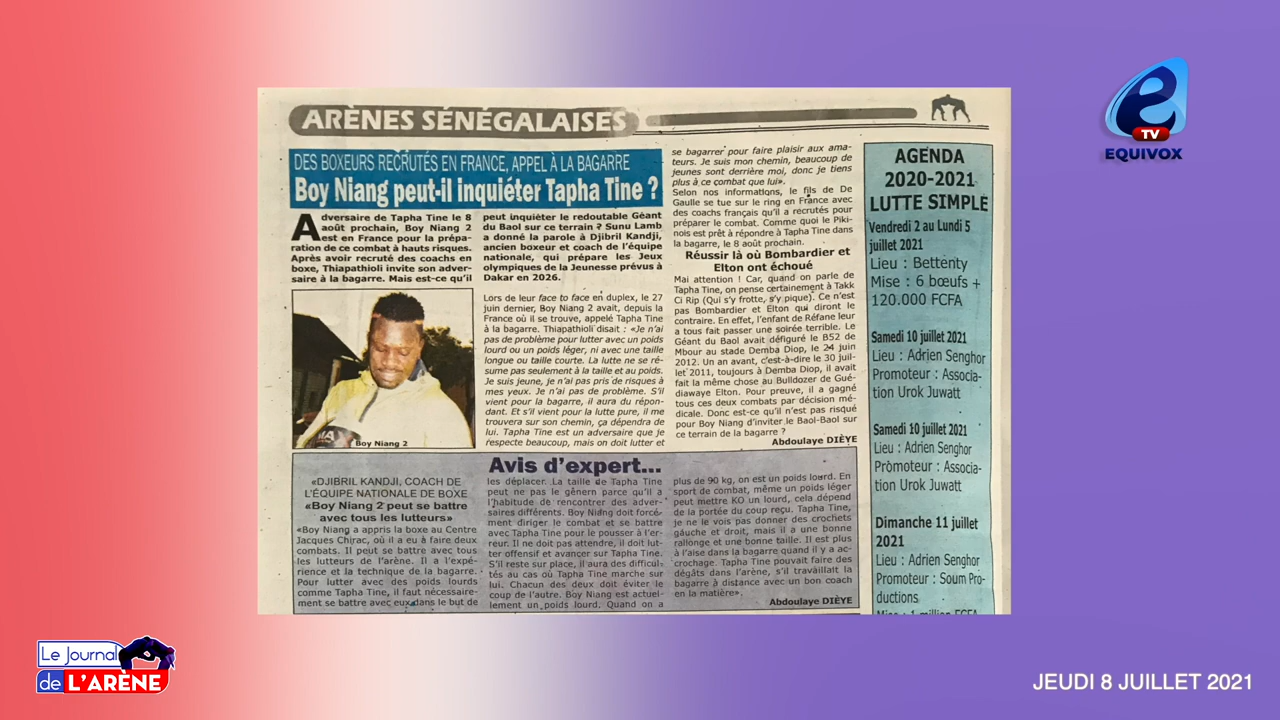 ARÈNES SÉNÉGALAISES
DES BOXEURS RECRUTÉS EN FRANCE, APPEL À LA BAGARRE
Boy Niang peut-il inquiéter Tapha Tine ?
Adversaire de Tapha Tine le 8
août prochain, Boy Niang 2
est en France pour la prépa-
ration de ce combat à hauts risques.
Après avoir recruté des coachs en
boxe, Thiapathioli invite son adver-
saire à la bagarre. Mais est-ce qu'il
peut inquiéter le redoutable Géant
du Baol sur ce terrain ? Sunu Lamb
a donné la parole à Djibril Kandji,
ancien boxeur et coach de l'équipe
nationale, qui prépare les Jeux
olympiques de la Jeunesse prévus à
Dakar en 2026.
Boy Niang 2
Lors de leur face to face en duplex, le 27
juin dernier, Boy Niang 2 avait, depuis la
France où il se trouve, appelé Tapha Tine
à la bagarre. Thiapathioli disait : «Je n'ai
pas de problème pour lutter avec un poids
lourd ou un poids léger, ni avec une taille
longue ou taille courte. La lutte ne se ré-
sume pas seulement à la taille et au poids.
Je suis jeune, je n'ai pas pris de risques à
mes yeux. Je n'ai pas de problème. S'il
vient pour la bagarre, il aura du répon-
dant. Et s'il vient pour la lutte pure, il me
trouvera sur son chemin, ça dépendra de
lui. Tapha Tine est un adversaire que je
respecte beaucoup, mais on doit lutter et
se bagarrer pour faire plaisir aux ama-
teurs. Je suis mon chemin, beaucoup de
jeunes sont derrière moi, donc je tiens
plus à ce combat que lui».
Selon nos informations, le fils de De
Gaulle se tue sur le ring en France avec
des coachs français qu'il a recrutés pour
préparer le combat. Comme quoi le Piki-
nois est prêt à répondre à Tapha Tine dans
la bagarre, le 8 août prochain.
Réussir là où Bombardier et
Elton ont échoué
Mai attention ! Car, quand on parle de
Tapha Tine, on pense certainement à Takk
Ci Rip (Qui s'y frotte, s'y pique). Ce n'est
pas Bombardier et Elton qui diront le
contraire. En effet, l'enfant de Réfane leur
a tous fait passer une soirée terrible. Le
Géant du Baol avait défiguré le B52 de
Mbour au stade Demba Diop, le 24 juin
2012. Un an avant, c'est-à-dire le 30 juil-
let 2011, toujours à Demba Diop, il avait
fait la même chose au Bulldozer de Gué-
diawaye Elton. Pour preuve, il a gagné
tous ces deux combats par décision mé-
dicale. Donc est-ce qu'il n'est pas risqué
pour Boy Niang d'inviter le Baol-Baol sur
ce terrain de la bagarre ?
Abdoulaye DIÈYE
Avis d'expert...
«DJIBRIL KANDJI, COACH DE
L'ÉQUIPE NATIONALE DE BOXE
«Boy Niang 2 peut se battre
avec tous les lutteurs»
«Boy Niang a appris la boxe au Centre
Jacques Chirac, où il a eu à faire deux
combats. Il peut se battre avec tous
les lutteurs de l'arène. Il a l'expé-
rience et la technique de la bagarre.
Pour lutter avec des poids lourds
comme Tapha Tine, il faut nécessaire-
ment se battre avec eux dans le but de
les déplacer. La taille de Tapha Tine
peut ne pas le gênern parce qu'il a
l'habitude de rencontrer des adver-
saires différents. Boy Niang doit forcé-
ment diriger le combat et se battre
avec Tapha Tine pour le pousser à l'er-
reur. Il ne doit pas attendre, il doit lut-
ter offensif et avancer sur Tapha Tine.
S'il reste sur place, il aura des difficul-
tés au cas où Tapha Tine marche sur
lui. Chacun des deux doit éviter le
coup de l'autre. Boy Niang est actuel-
lement un poids lourd. Quand on a
plus de 90 kg, on est un poids lourd. En
sport de combat, même un poids léger
peut mettre KO un lourd, cela dépend
de la portée du coup reçu. Tapha Tine,
je ne le vois pas donner des crochets
gauche et droit, mais il a une bonne
rallonge et une bonne taille. Il est plus
à l'aise dans la bagarre quand il y a ac-
crochage. Tapha Tine pouvait faire des
dégâts dans l'arène, s'il travaillait la
bagarre à distance avec un bon coach
en la matière».
Abdoulaye DIÈYE
AGENDA
2020-2021
LUTTE SIMPLE
Vendredi 2 au Lundi 5
juillet 2021
Lieu : Bettenty
Mise : 6 bœufs +
120.000 FCFA
Samedi 10 juillet 2021
Lieu : Adrien Senghor
Promoteur : Associa-
tion Urok Juwatt
Samedi 10 juillet 2021
Lieu : Adrien Senghor
Promoteur : Associa-
tion Urok Juwatt
Dimanche 11 juillet
2021
Lieu : Adrien Senghor
Promoteur : Soum Pro-
ductions
Mise : 1 million FCFA
e
TV
EQUIVOX
Le Journal
de L'ARÈNE
JEUDI 8 JUILLET 2021